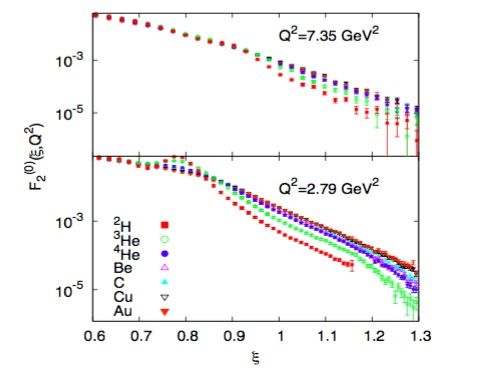 Q²=7.35 GeV²
10⁻³
10⁻⁵
F₂⁽⁰⁾(ξ,Q²)
Q²=2.79 GeV²
10⁻³
10⁻⁵
²H
³He
⁴He
Be
C
Cu
Au
0.6 0.7 0.8 0.9 1 1.1 1.2 1.3
ξ